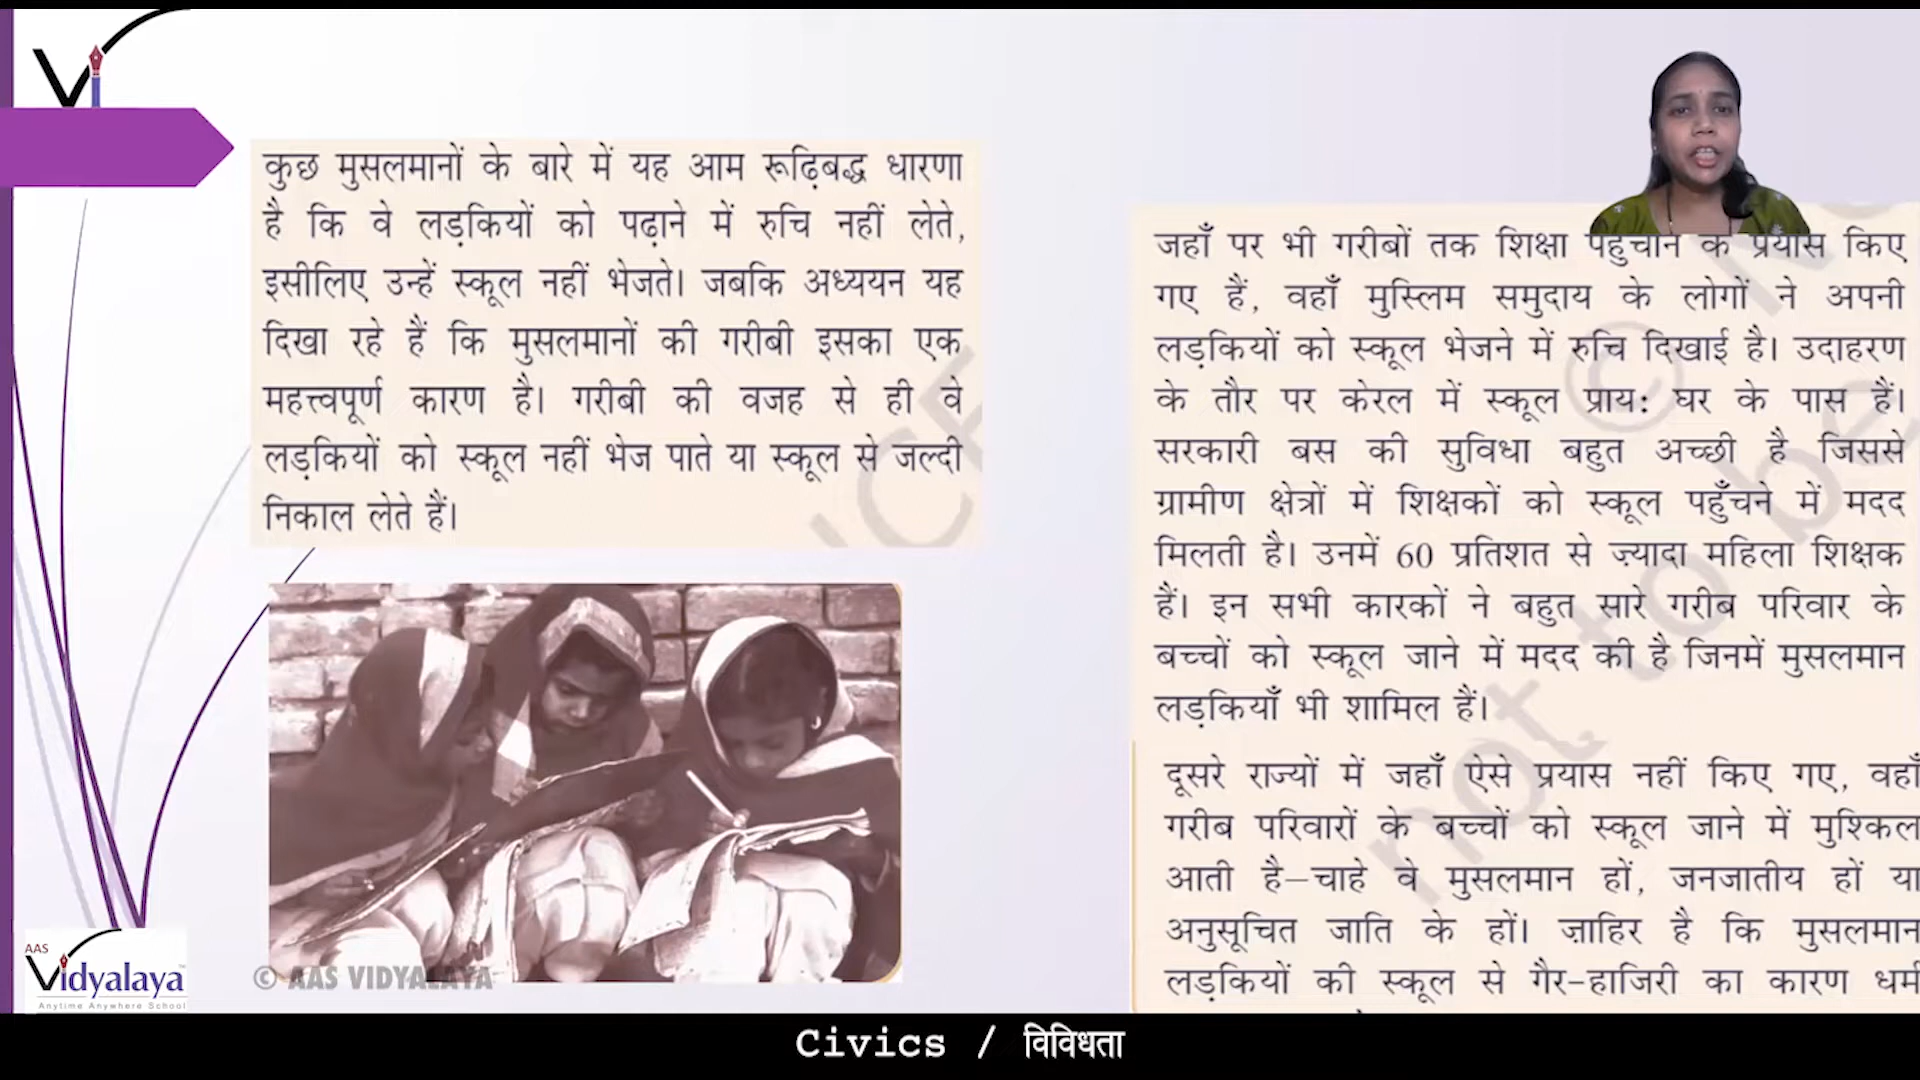 Vi
कुछ मुसलमानों के बारे में यह आम रूढ़िबद्ध धारणा
है कि वे लड़कियों को पढ़ाने में रुचि नहीं लेते,
इसीलिए उन्हें स्कूल नहीं भेजते। जबकि अध्ययन यह
दिखा रहे हैं कि मुसलमानों की गरीबी इसका एक
महत्त्वपूर्ण कारण है। गरीबी की वजह से ही वे
लड़कियों को स्कूल नहीं भेज पाते या स्कूल से जल्दी
निकाल लेते हैं।
जहाँ पर भी गरीबों तक शिक्षा पहुँचाने के प्रयास किए
गए हैं, वहाँ मुस्लिम समुदाय के लोगों ने अपनी
लड़कियों को स्कूल भेजने में रुचि दिखाई है। उदाहरण
के तौर पर केरल में स्कूल प्राय: घर के पास हैं।
सरकारी बस की सुविधा बहुत अच्छी है जिससे
ग्रामीण क्षेत्रों में शिक्षकों को स्कूल पहुँचने में मदद
मिलती है। उनमें 60 प्रतिशत से ज़्यादा महिला शिक्षक
हैं। इन सभी कारकों ने बहुत सारे गरीब परिवार के
बच्चों को स्कूल जाने में मदद की है जिनमें मुसलमान
लड़कियाँ भी शामिल हैं।
दूसरे राज्यों में जहाँ ऐसे प्रयास नहीं किए गए, वहाँ
गरीब परिवारों के बच्चों को स्कूल जाने में मुश्किल
आती है–चाहे वे मुसलमान हों, जनजातीय हों या
अनुसूचित जाति के हों। ज़ाहिर है कि मुसलमान
लड़कियों की स्कूल से गैर-हाजिरी का कारण धर्म
© AAS VIDYALAYA
AAS
Vidyalaya
Anytime Anywhere School
not to be
Civics / विविधता